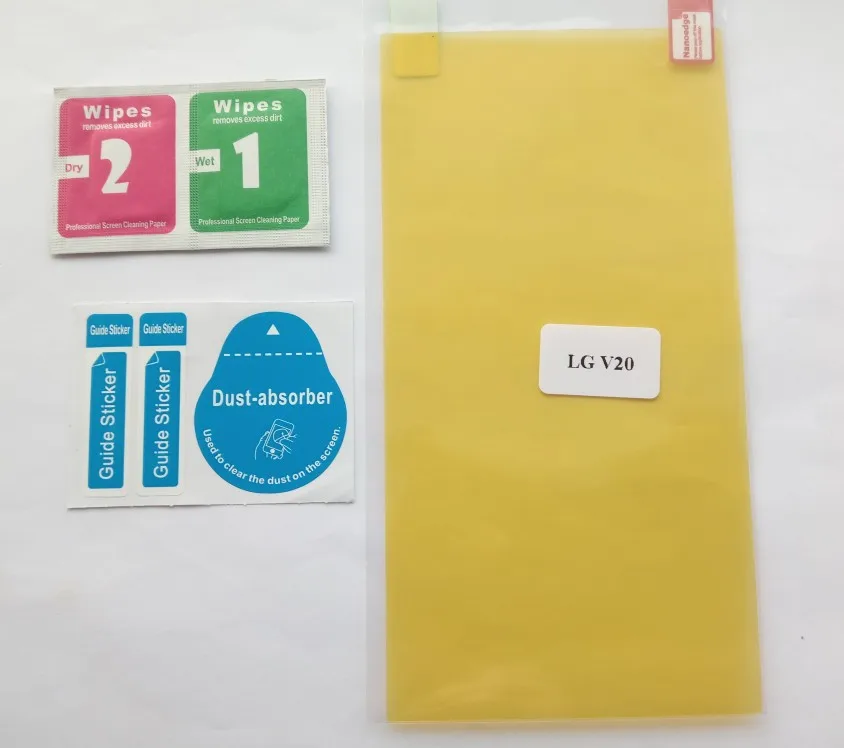 Nanoedge
Wipes
removes excess dirt
Dry
2
Professional Screen Cleaning Paper
Wipes
removes excess dirt
Wet
1
Professional Screen Cleaning Paper
Guide Sticker
Guide Sticker
Guide Sticker
Guide Sticker
Dust-absorber
Used to clear the dust on the screen.
LG V20